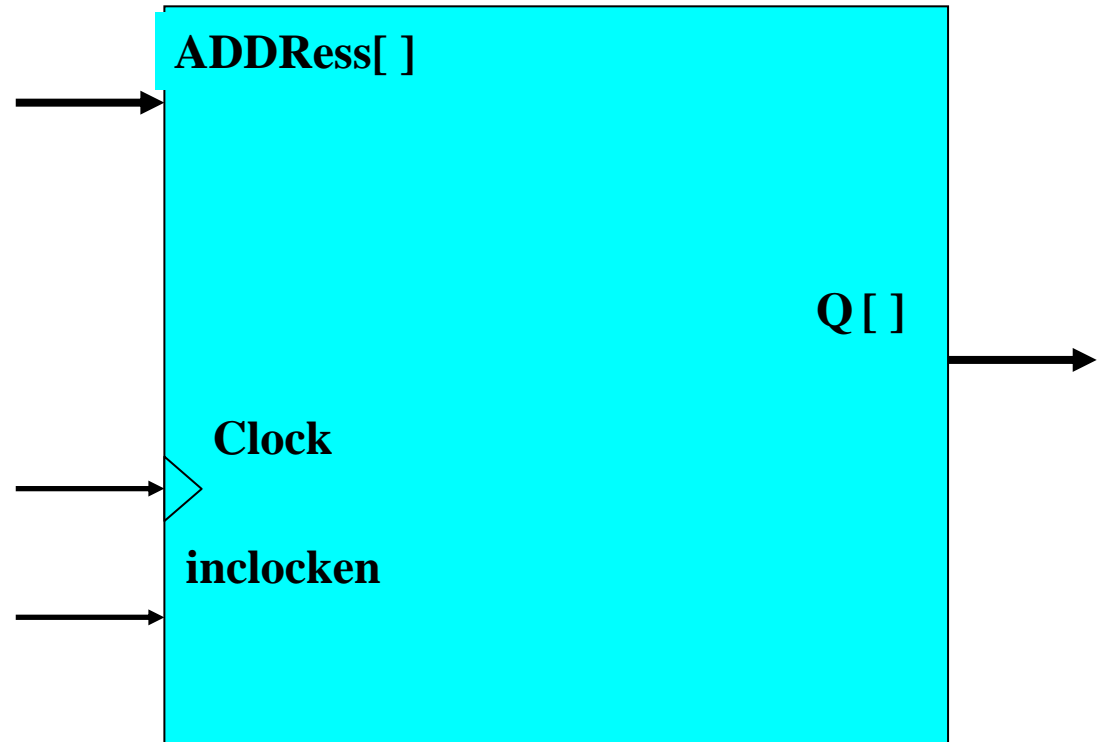 ADDRess[ ]
Q [ ]
Clock
inclocken